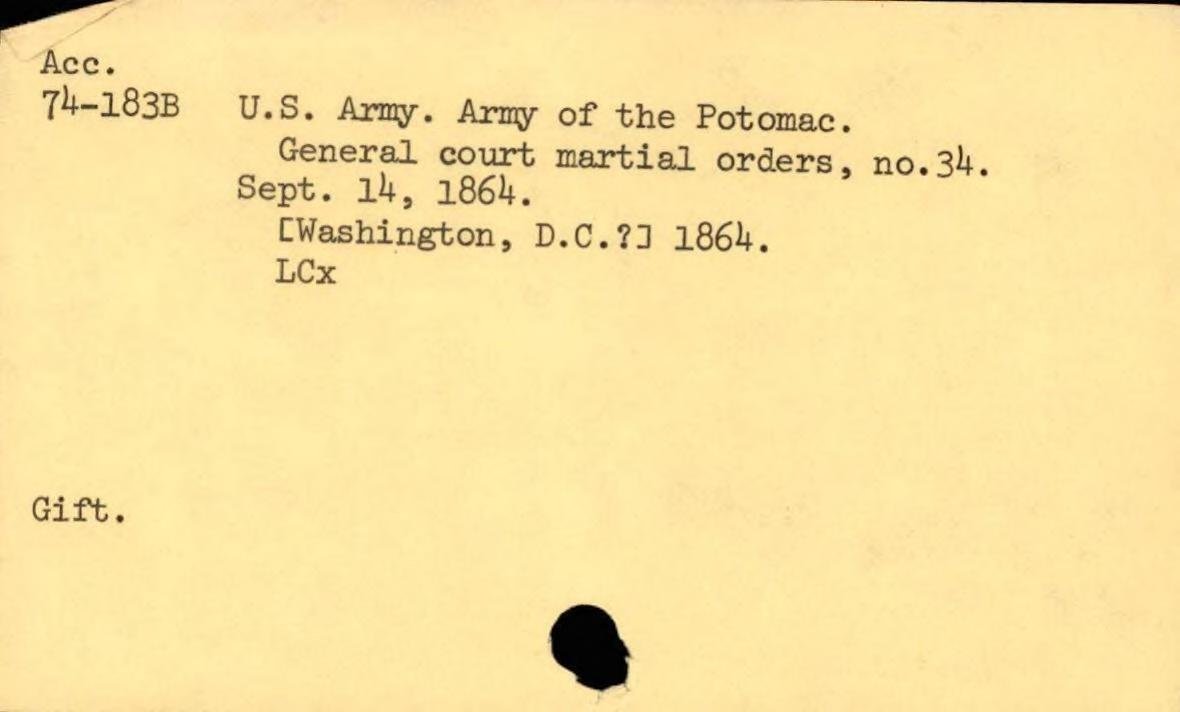 Acc.
74-183B U.S. Army. Army of the Potomac.
General court martial orders, no.34.
Sept. 14, 1864.
[Washington, D.C.?] 1864.
LCx
Gift.